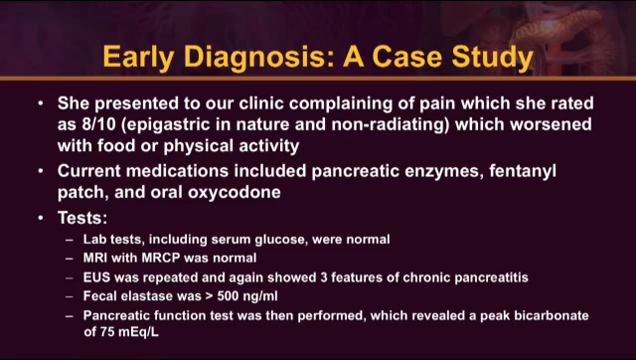 Early Diagnosis: A Case Study
• She presented to our clinic complaining of pain which she rated
as 8/10 (epigastric in nature and non-radiating) which worsened
with food or physical activity
• Current medications included pancreatic enzymes, fentanyl
patch, and oral oxycodone
• Tests:
– Lab tests, including serum glucose, were normal
– MRI with MRCP was normal
– EUS was repeated and again showed 3 features of chronic pancreatitis
– Fecal elastase was > 500 ng/ml
– Pancreatic function test was then performed, which revealed a peak bicarbonate
of 75 mEq/L